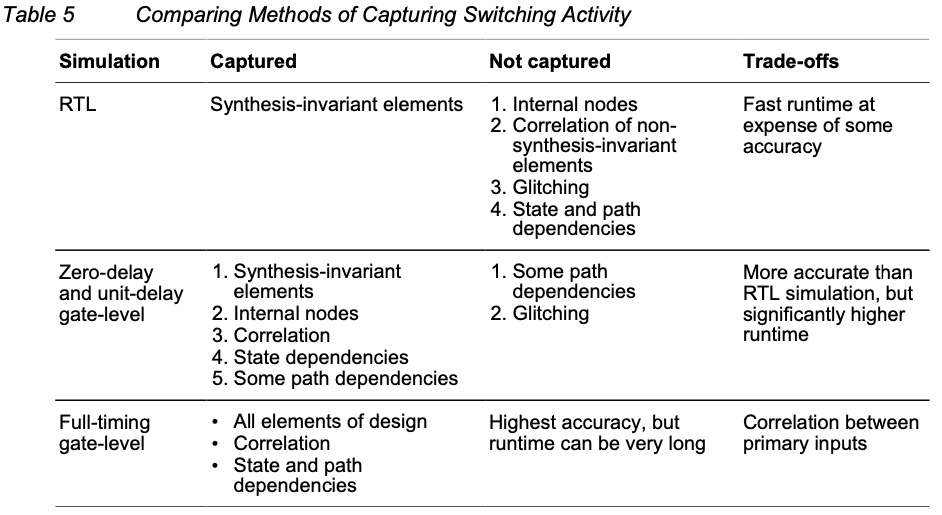 Table 5 Comparing Methods of Capturing Switching Activity
Simulation Captured Not captured Trade-offs
RTL
Synthesis-invariant elements
1. Internal nodes
2. Correlation of non-
synthesis-invariant
elements
3. Glitching
4. State and path
dependencies
Fast runtime at
expense of some
accuracy
Zero-delay
and unit-delay
gate-level
1. Synthesis-invariant
elements
2. Internal nodes
3. Correlation
4. State dependencies
5. Some path dependencies
1. Some path
dependencies
2. Glitching
More accurate than
RTL simulation, but
significantly higher
runtime
Full-timing
gate-level
• All elements of design
• Correlation
• State and path
dependencies
Highest accuracy, but
runtime can be very long
Correlation between
primary inputs